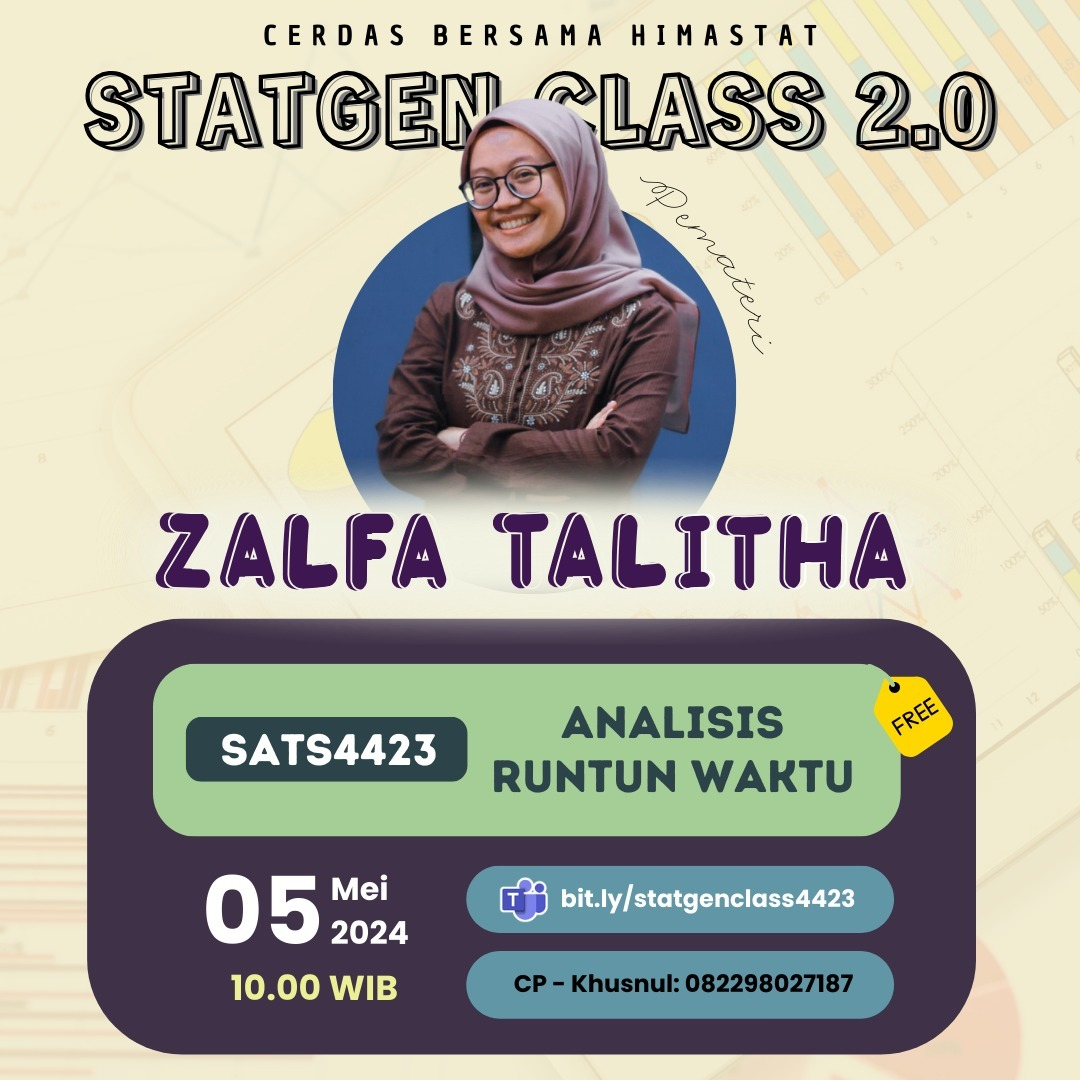 CERDAS BERSAMA HIMASTAT
STATGEN CLASS 2.0
Pemateri
ZALFA TALITHA
SATS4423
ANALISIS
RUNTUN WAKTU
FREE
05 Mei
2024
10.00 WIB
bit.ly/statgenclass4423
CP - Khusnul: 082298027187